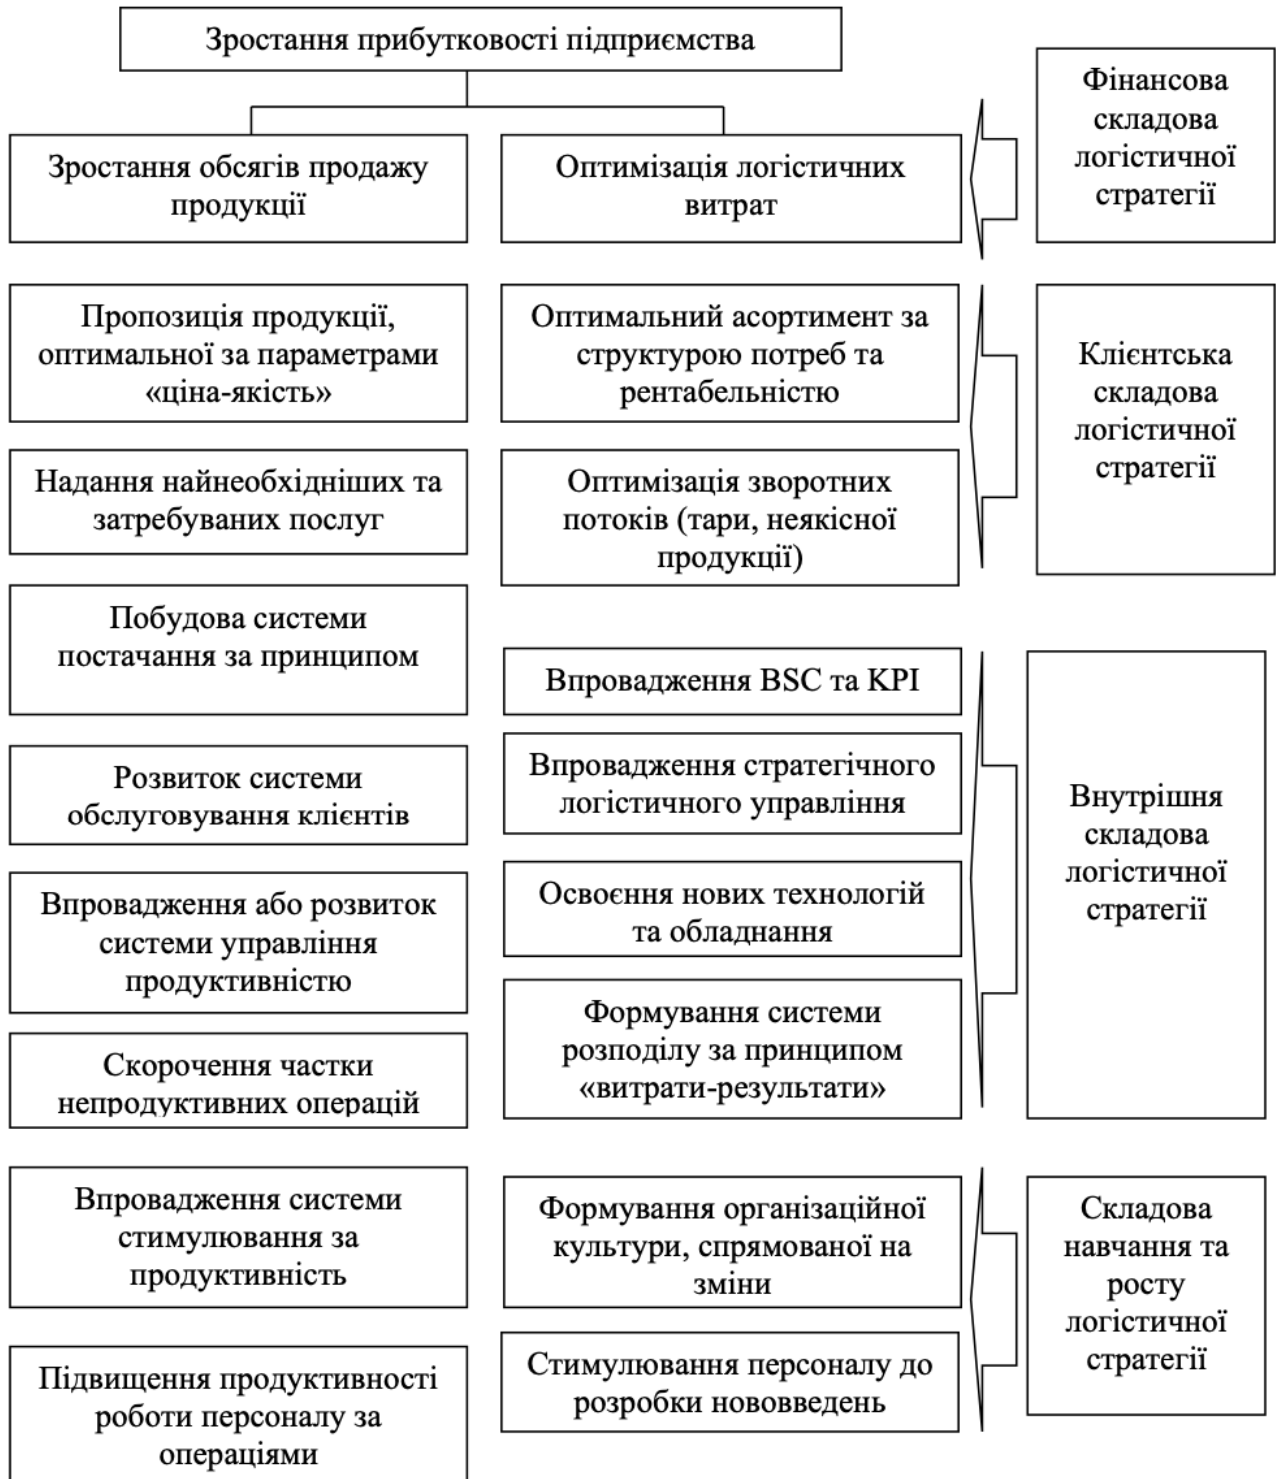 Зростання прибутковості підприємства
Фінансова
складова
логістичної
стратегії
Зростання обсягів продажу
продукції
Оптимізація логістичних
витрат
Пропозиція продукції,
оптимальної за параметрами
«ціна-якість»
Оптимальний асортимент за
структурою потреб та
рентабельністю
Клієнтська
складова
логістичної
стратегії
Надання найнеобхідніших та
затребуваних послуг
Оптимізація зворотних
потоків (тари, неякісної
продукції)
Побудова системи
постачання за принципом
Впровадження BSC та KPI
Розвиток системи
обслуговування клієнтів
Впровадження стратегічного
логістичного управління
Внутрішня
складова
логістичної
стратегії
Впровадження або розвиток
системи управління
продуктивністю
Освоєння нових технологій
та обладнання
Скорочення частки
непродуктивних операцій
Формування системи
розподілу за принципом
«витрати-результати»
Впровадження системи
стимулювання за
продуктивність
Формування організаційної
культури, спрямованої на
зміни
Складова
навчання та
росту
логістичної
стратегії
Підвищення продуктивності
роботи персоналу за
операціями
Стимулювання персоналу до
розробки нововведень